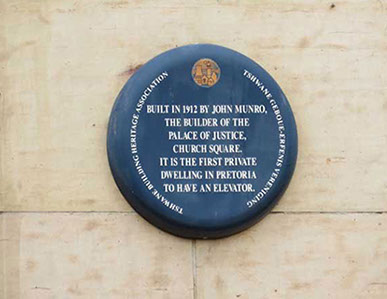 TSHWANE BUILDING HERITAGE ASSOCIATION
TSHWANE GEBOUE-ERFENIS VERENIGING
BUILT IN 1912 BY JOHN MUNRO,
THE BUILDER OF THE
PALACE OF JUSTICE,
CHURCH SQUARE.
IT IS THE FIRST PRIVATE
DWELLING IN PRETORIA
TO HAVE AN ELEVATOR.